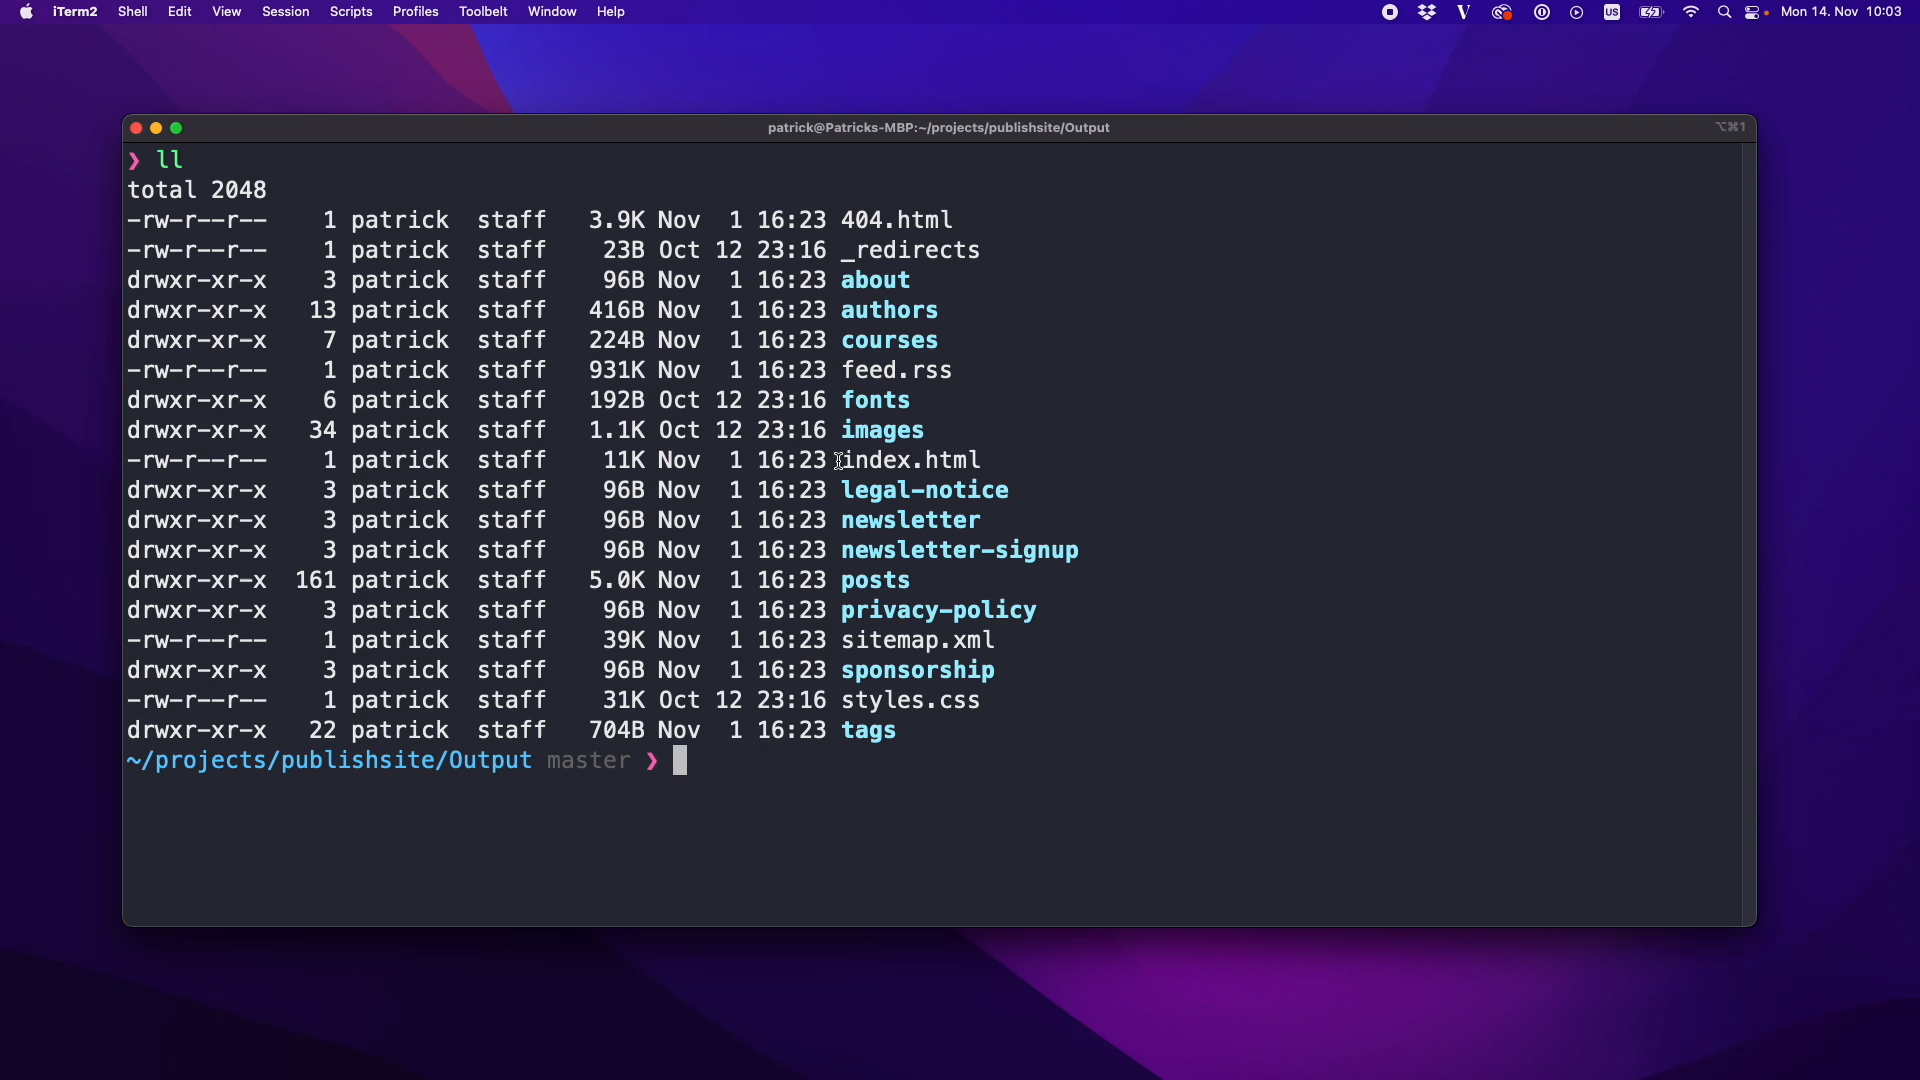 iTerm2 Shell Edit View Session Scripts Profiles Toolbelt Window Help US Mon 14. Nov 10:03
patrick@Patricks-MBP:~/projects/publishsite/Output ⌥⌘1
❯ ll
total 2048
-rw-r--r-- 1 patrick staff 3.9K Nov 1 16:23 404.html
-rw-r--r-- 1 patrick staff 23B Oct 12 23:16 _redirects
drwxr-xr-x 3 patrick staff 96B Nov 1 16:23 about
drwxr-xr-x 13 patrick staff 416B Nov 1 16:23 authors
drwxr-xr-x 7 patrick staff 224B Nov 1 16:23 courses
-rw-r--r-- 1 patrick staff 931K Nov 1 16:23 feed.rss
drwxr-xr-x 6 patrick staff 192B Oct 12 23:16 fonts
drwxr-xr-x 34 patrick staff 1.1K Oct 12 23:16 images
-rw-r--r-- 1 patrick staff 11K Nov 1 16:23 index.html
drwxr-xr-x 3 patrick staff 96B Nov 1 16:23 legal-notice
drwxr-xr-x 3 patrick staff 96B Nov 1 16:23 newsletter
drwxr-xr-x 3 patrick staff 96B Nov 1 16:23 newsletter-signup
drwxr-xr-x 161 patrick staff 5.0K Nov 1 16:23 posts
drwxr-xr-x 3 patrick staff 96B Nov 1 16:23 privacy-policy
-rw-r--r-- 1 patrick staff 39K Nov 1 16:23 sitemap.xml
drwxr-xr-x 3 patrick staff 96B Nov 1 16:23 sponsorship
-rw-r--r-- 1 patrick staff 31K Oct 12 23:16 styles.css
drwxr-xr-x 22 patrick staff 704B Nov 1 16:23 tags
~/projects/publishsite/Output master ❯